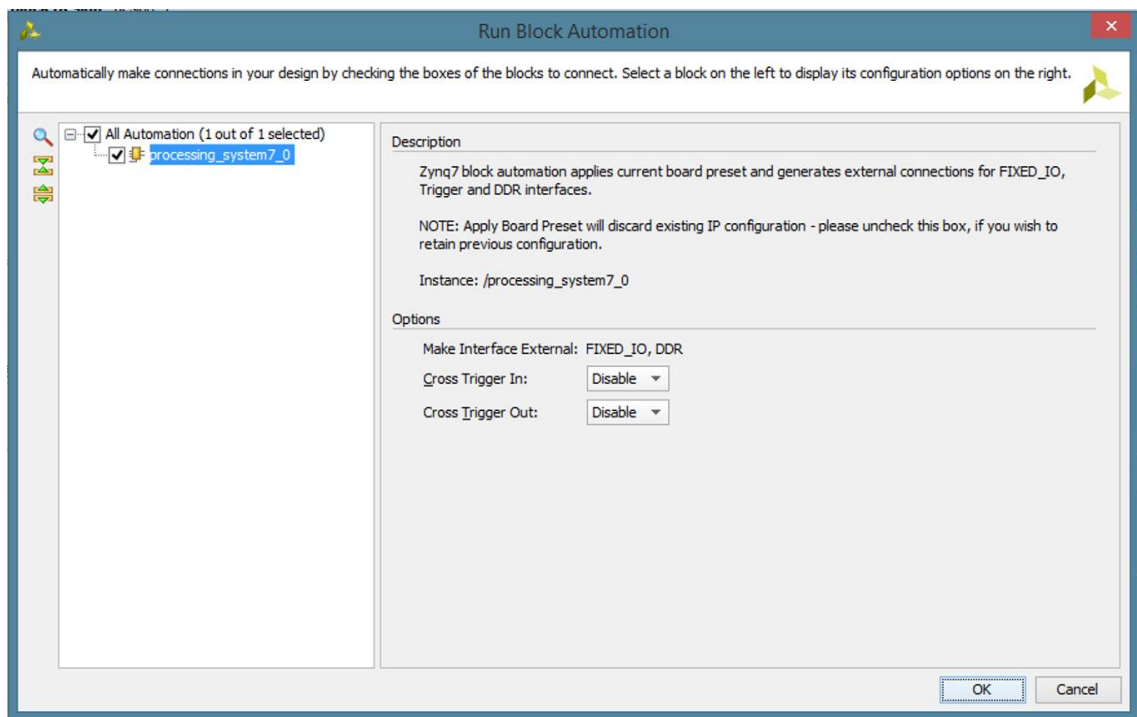 Run Block Automation
Automatically make connections in your design by checking the boxes of the blocks to connect. Select a block on the left to display its configuration options on the right.
All Automation (1 out of 1 selected)
processing_system7_0
Description
Zynq7 block automation applies current board preset and generates external connections for FIXED_IO,
Trigger and DDR interfaces.
NOTE: Apply Board Preset will discard existing IP configuration - please uncheck this box, if you wish to
retain previous configuration.
Instance: /processing_system7_0
Options
Make Interface External: FIXED_IO, DDR
Cross Trigger In: Disable
Cross Trigger Out: Disable
OK Cancel